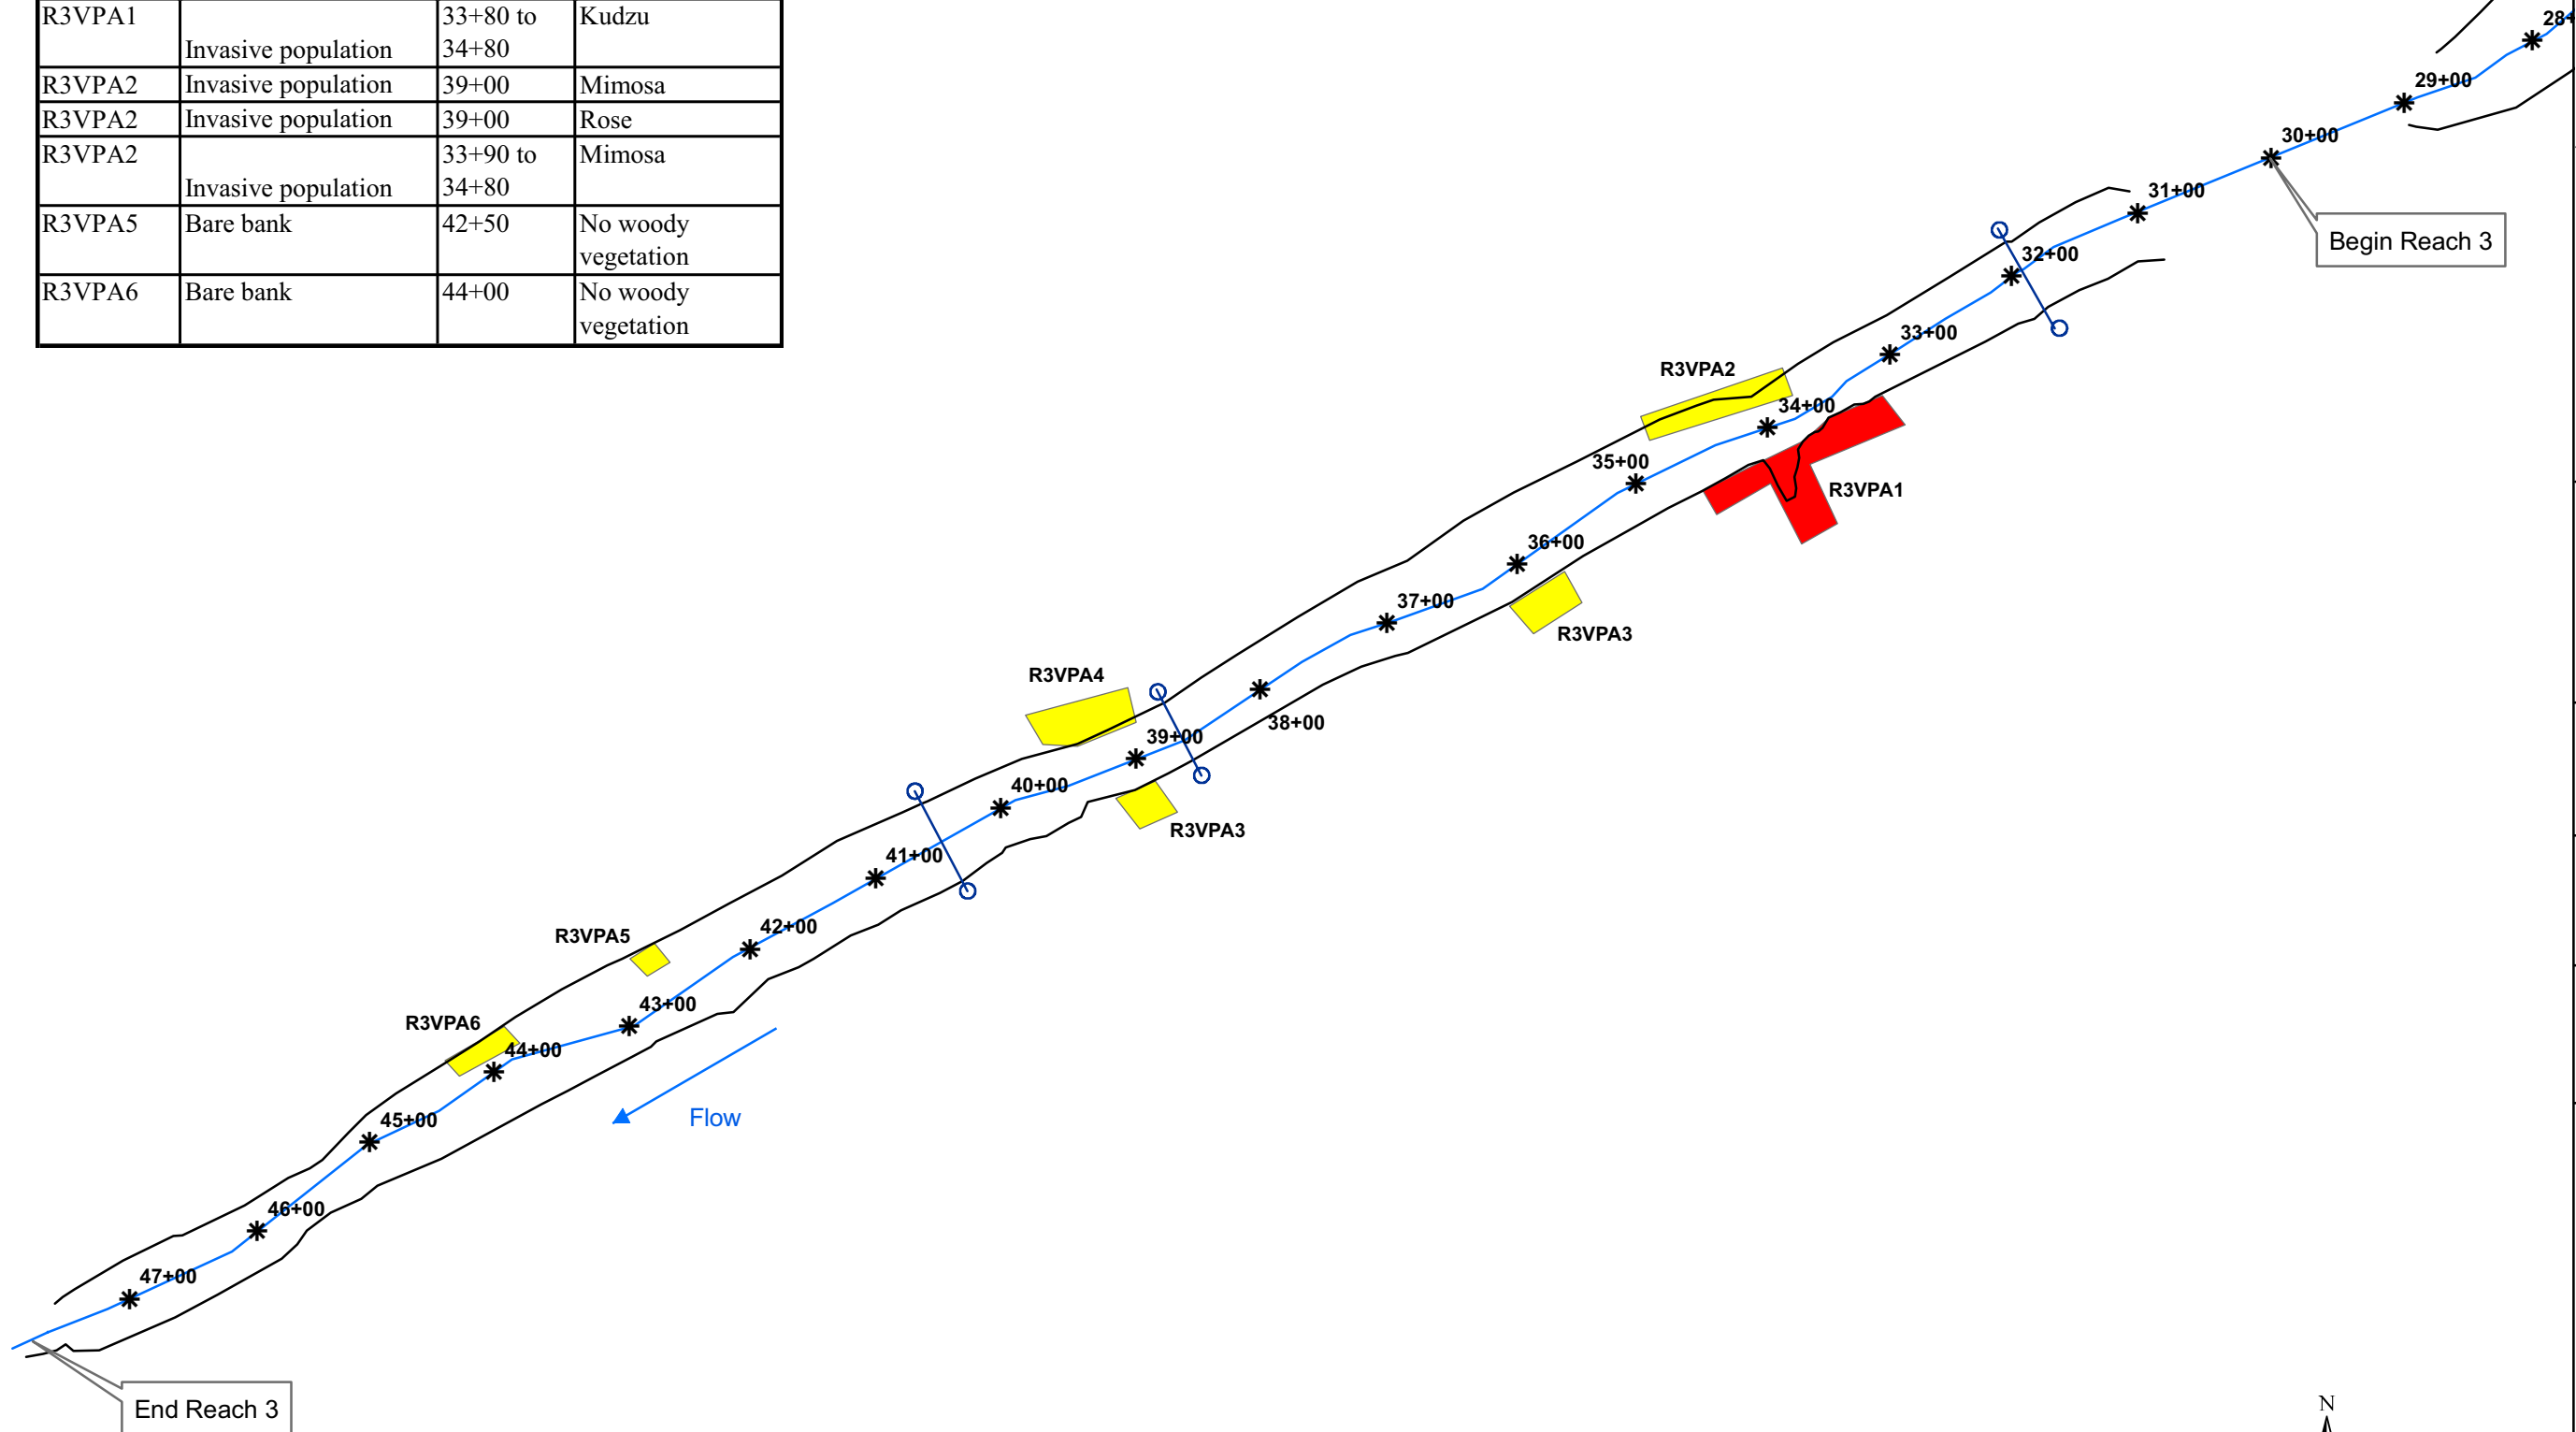 R3VPA1 Invasive population 33+80 to 34+80 Kudzu
R3VPA2 Invasive population 39+00 Mimosa
R3VPA2 Invasive population 39+00 Rose
R3VPA2 Invasive population 33+90 to 34+80 Mimosa
R3VPA5 Bare bank 42+50 No woody vegetation
R3VPA6 Bare bank 44+00 No woody vegetation
28+
29+00
30+00
31+00
Begin Reach 3
32+00
33+00
R3VPA2
34+00
35+00
R3VPA1
36+00
37+00
R3VPA3
R3VPA4
38+00
39+00
40+00
R3VPA3
41+00
42+00
R3VPA5
43+00
R3VPA6
44+00
Flow
45+00
46+00
47+00
End Reach 3
N